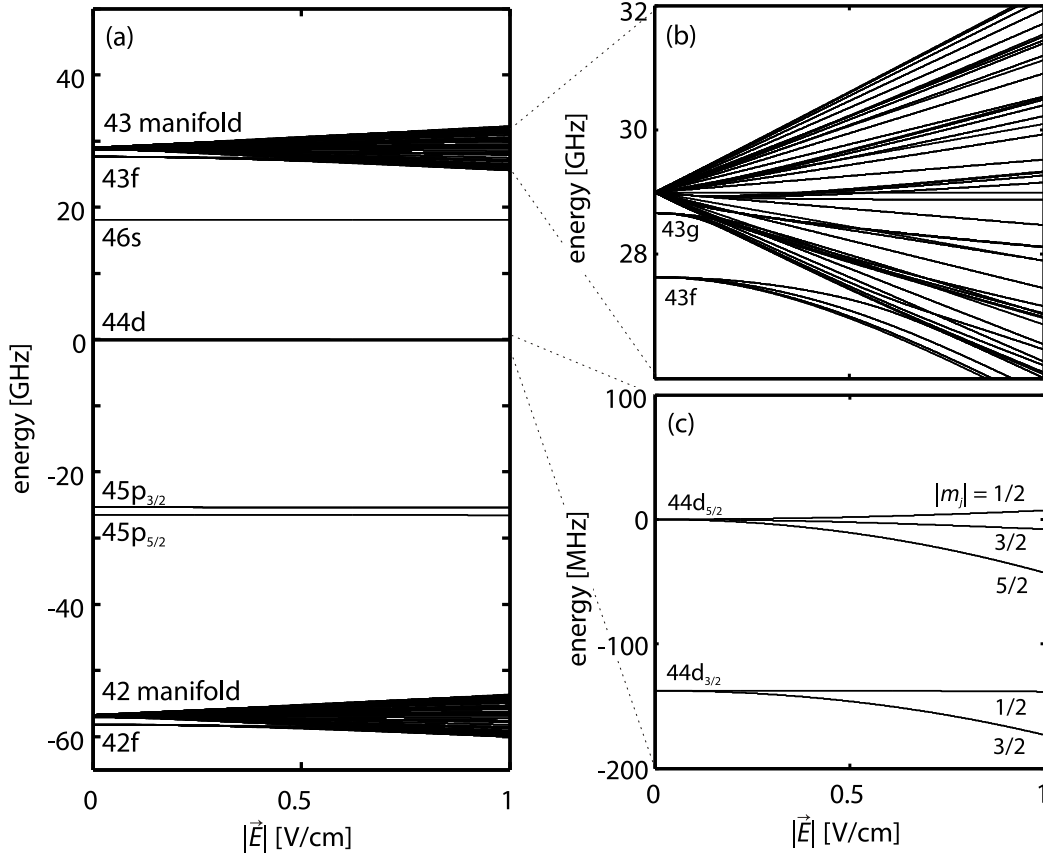 (a)
40
20
0
-20
-40
-60
energy [GHz]
43 manifold
43f
46s
44d
45p3/2
45p5/2
42 manifold
42f
0
0.5
1
|E⃗| [V/cm]
(b)
32
30
28
energy [GHz]
43g
43f
(c)
100
0
-100
-200
energy [MHz]
44d5/2
|mj| = 1/2
3/2
5/2
44d3/2
1/2
3/2
0
0.5
1
|E⃗| [V/cm]